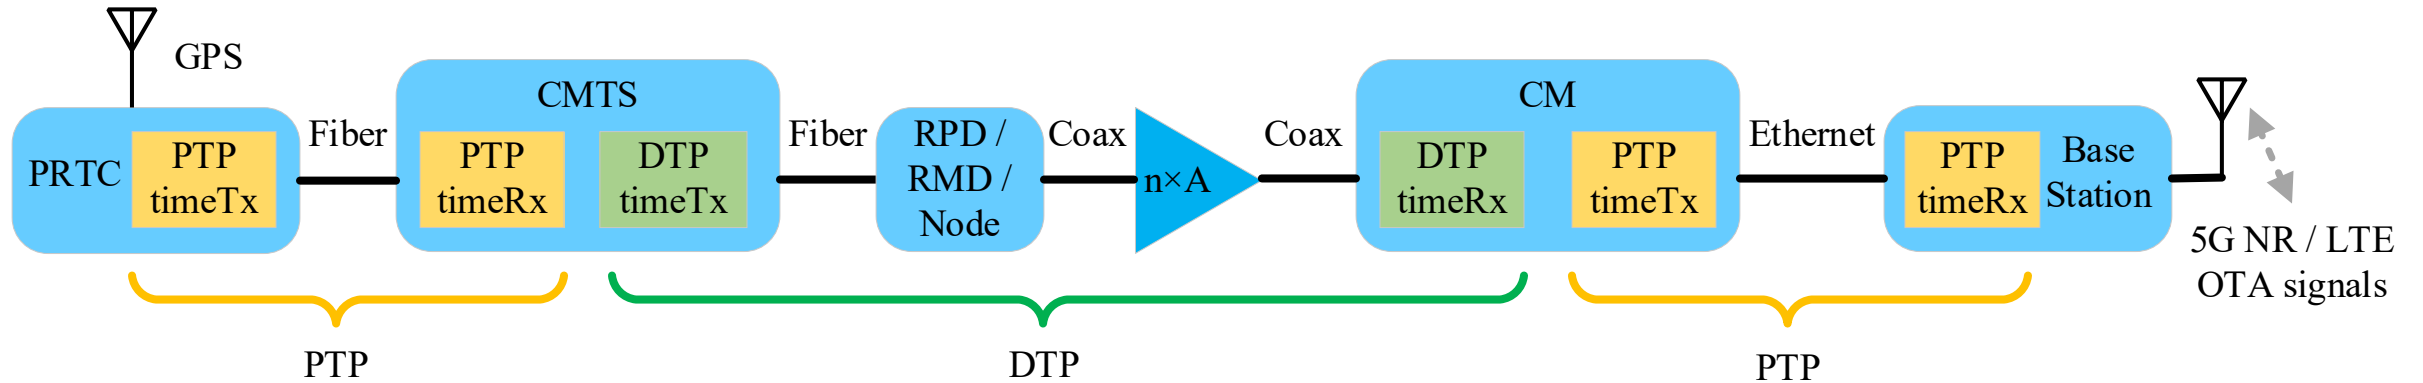 GPS
PRTC
PTP
timeTx
Fiber
CMTS
PTP
timeRx
DTP
timeTx
Fiber
RPD /
RMD /
Node
Coax
n×A
Coax
CM
DTP
timeRx
PTP
timeTx
Ethernet
PTP
timeRx
Base
Station
5G NR / LTE
OTA signals
PTP
DTP
PTP